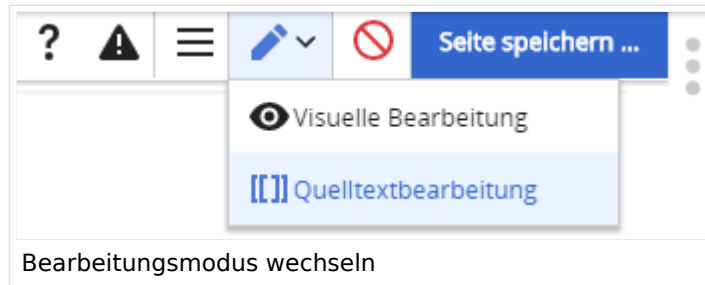 ? Seite speichern ...
Visuelle Bearbeitung
[[]] Quelltextbearbeitung
Bearbeitungsmodus wechseln